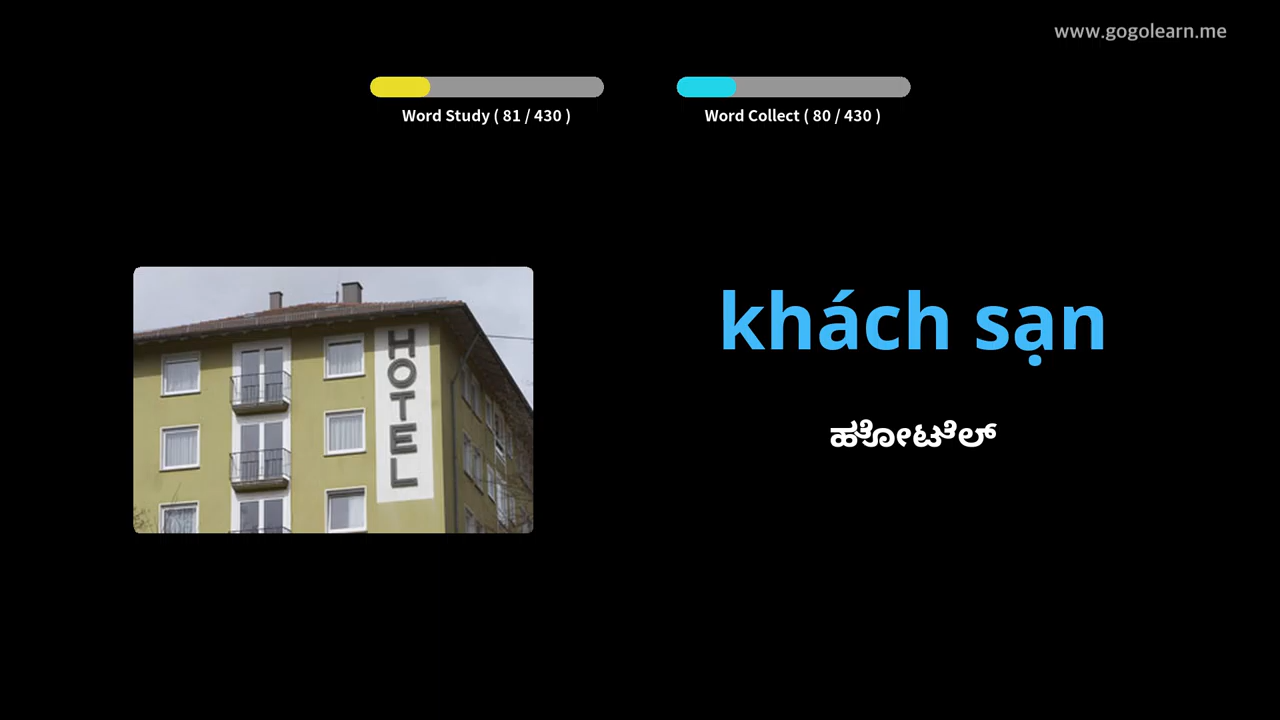 www.gogolearn.me
Word Study ( 81 / 430 )
Word Collect ( 80 / 430 )
HOTEL
khách sạn
ಹೋಟೆಲ್